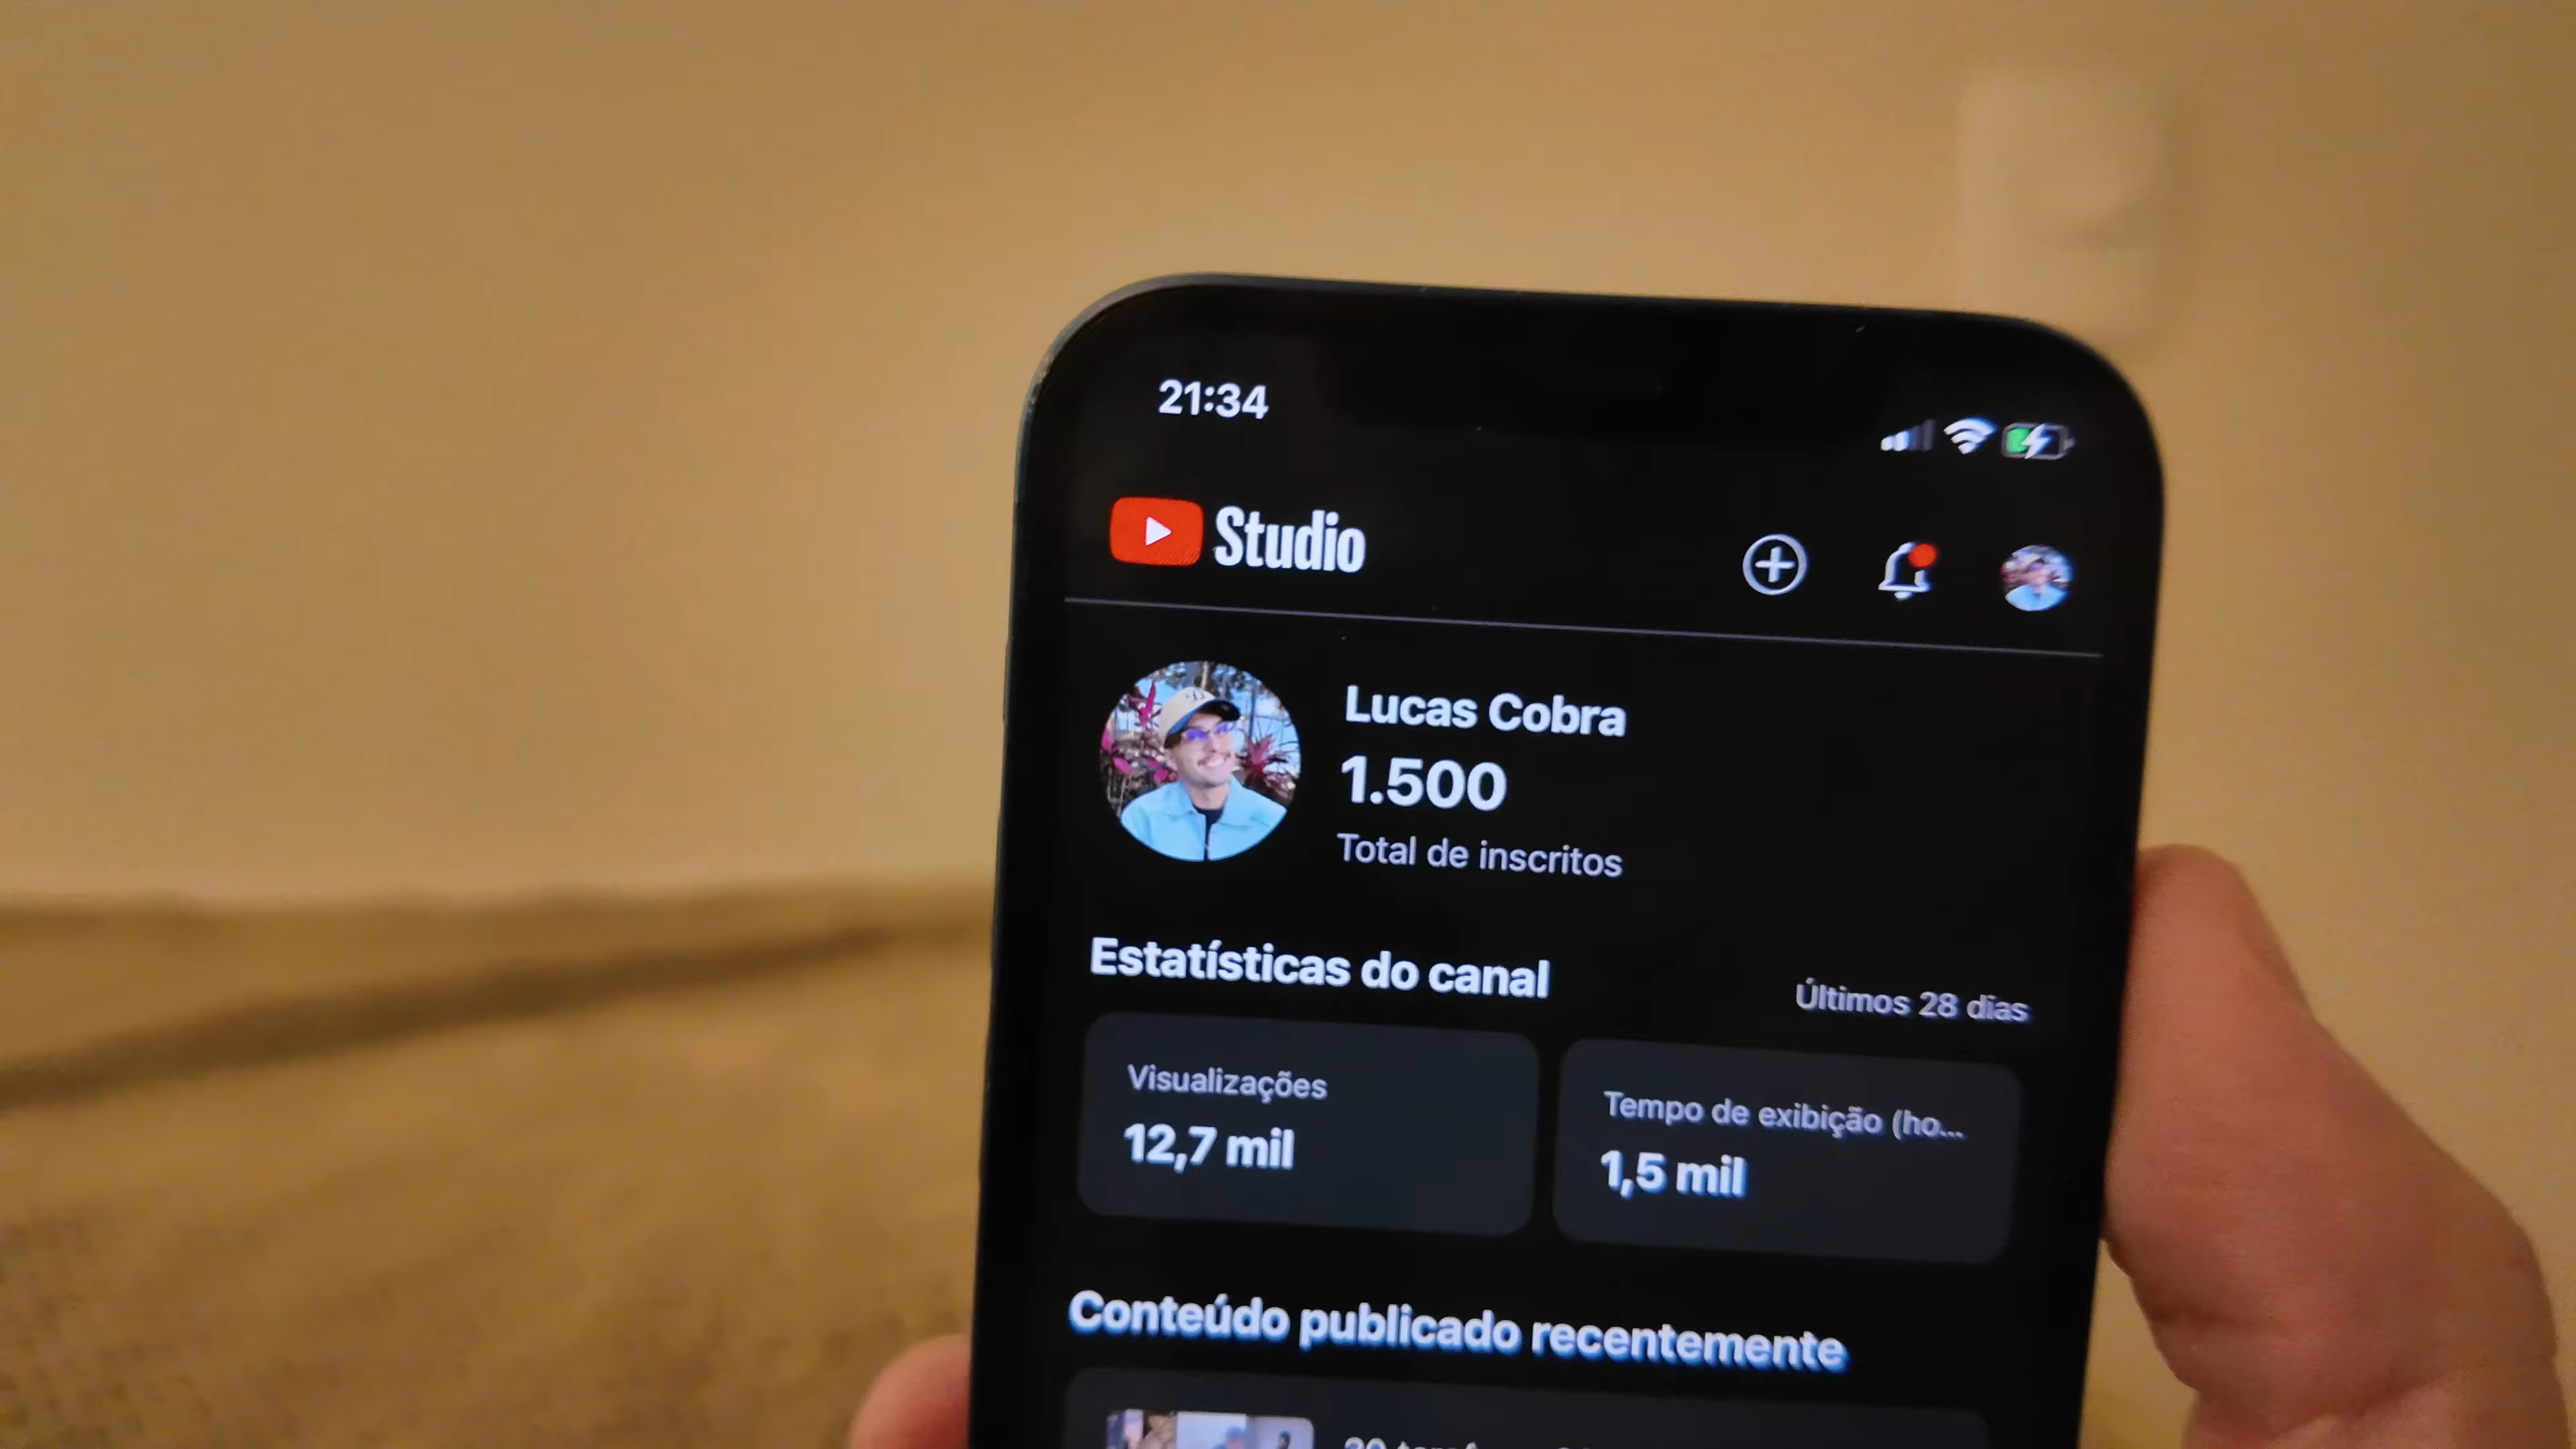 21:34
Studio
Lucas Cobra
1.500
Total de inscritos
Estatísticas do canal
Últimos 28 dias
Visualizações
12,7 mil
Tempo de exibição (ho...
1,5 mil
Conteúdo publicado recentemente